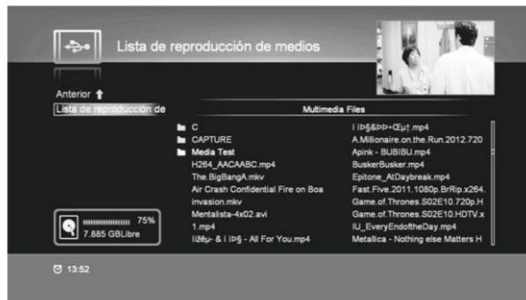 Lista de reproducción de medios
Anterior
Lista de reproducción de
Multimedia Files
C
CAPTURE
Media Test
H264_AACAABC.mp4
The.BigBangA.mkv
Air Crash Confidential Fire on Boa
invasion.mkv
Mentalista-4x02.avi
1.mp4
- All For You.mp4
A.Millionaire.on.the.Run.2012.720
Apink - BUBIBU.mp4
BuskerBusker.mp4
Epitone_AtDaybreak.mp4
Fast.Five.2011.1080p.BrRip.x264.
Game.of.Thrones.S02E10.720p.H
Game.of.Thrones.S02E10.HDTV.x
IU_EveryEndoftheDay.mp4
Metallica - Nothing else Matters H
75%
7.885 GBLibre
13:52